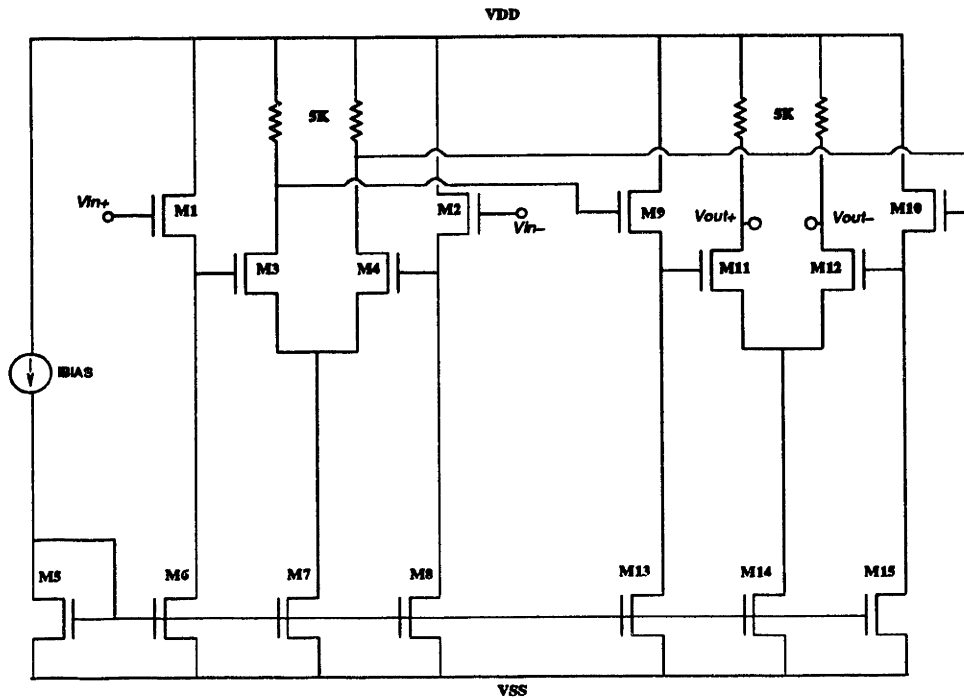 VDD
5K
5K
Vin+
M1
M2
Vin-
M9
Vout+
Vout-
M10
M3
M4
M11
M12
IBIAS
M5
M6
M7
M8
M13
M14
M15
VSS